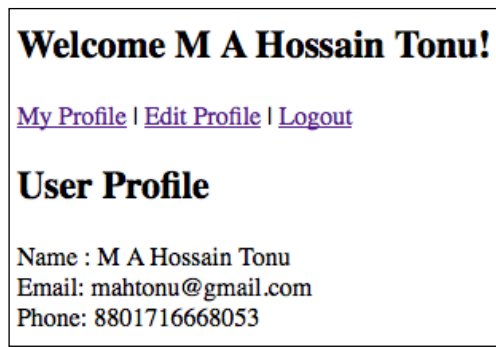 Welcome M A Hossain Tonu!
My Profile | Edit Profile | Logout
User Profile
Name : M A Hossain Tonu
Email: mahtonu@gmail.com
Phone: 8801716668053